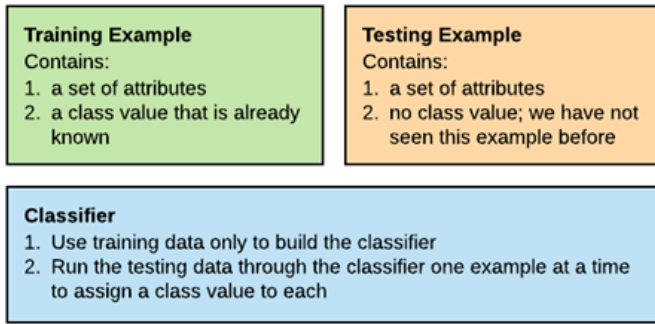 Training Example
Contains:
1. a set of attributes
2. a class value that is already
known
Testing Example
Contains:
1. a set of attributes
2. no class value; we have not
seen this example before
Classifier
1. Use training data only to build the classifier
2. Run the testing data through the classifier one example at a time
to assign a class value to each